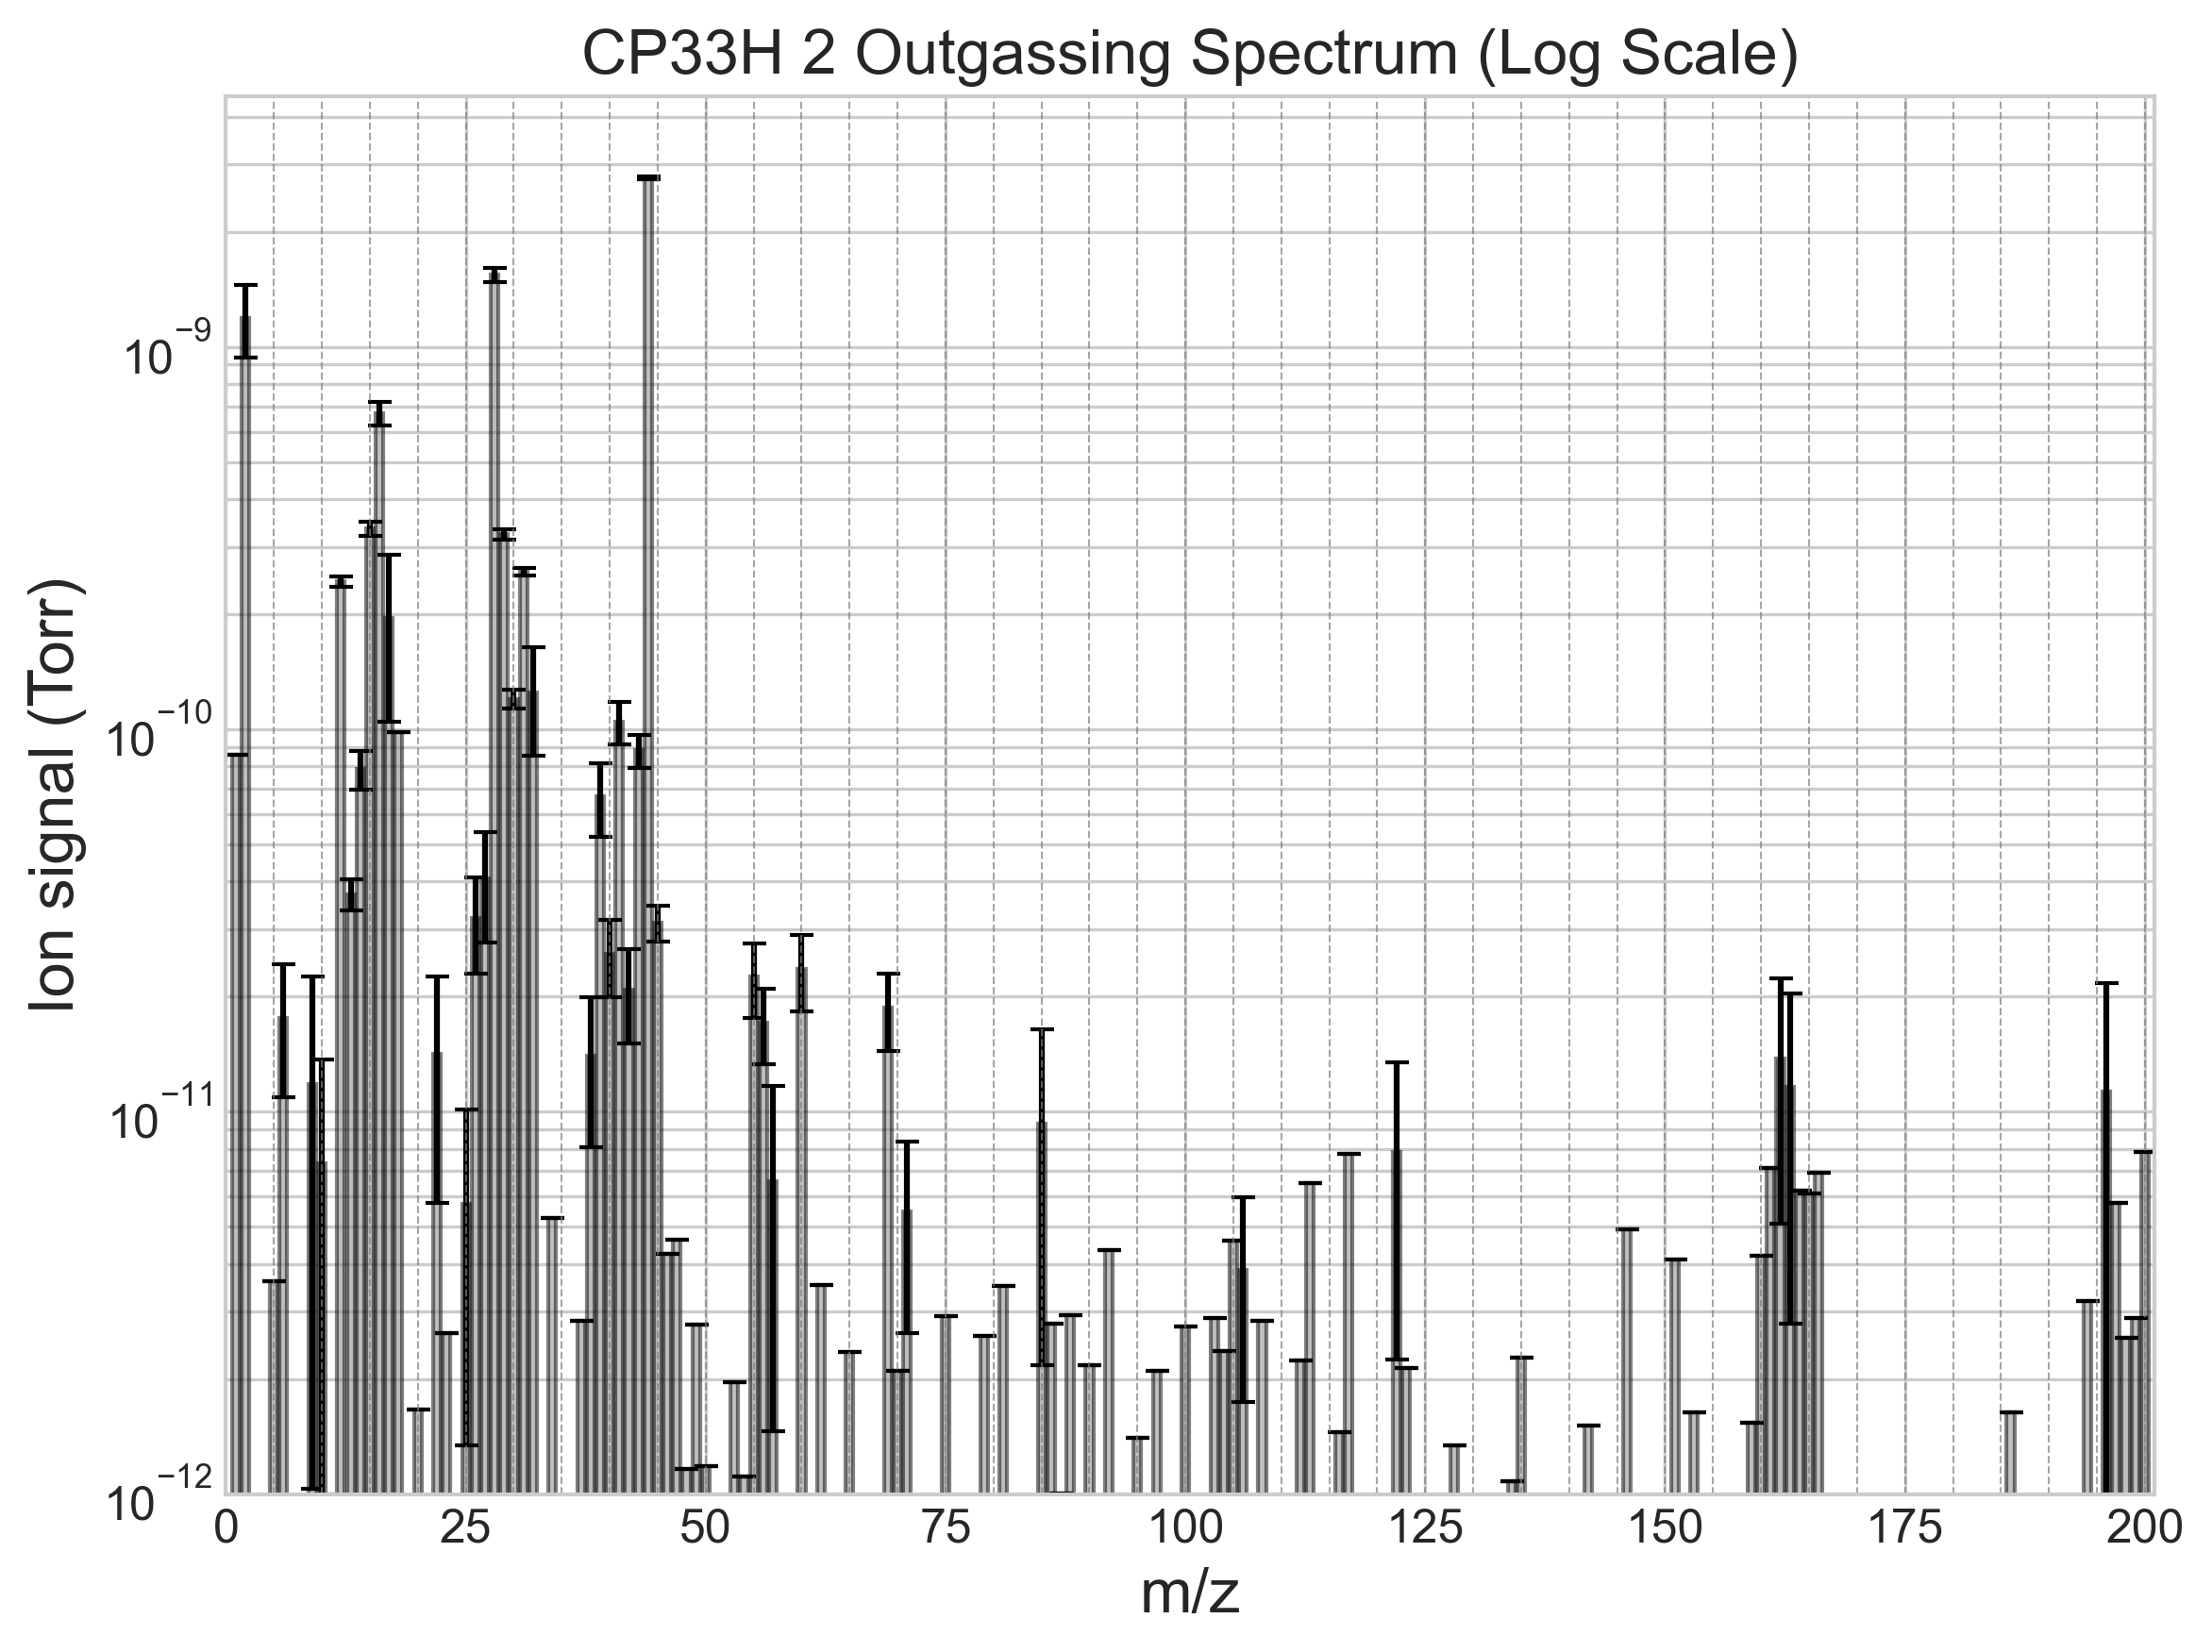 CP33H 2 Outgassing Spectrum (Log Scale)
Ion signal (Torr)
10⁻⁹
10⁻¹⁰
10⁻¹¹
10⁻¹²
0 25 50 75 100 125 150 175 200
m/z